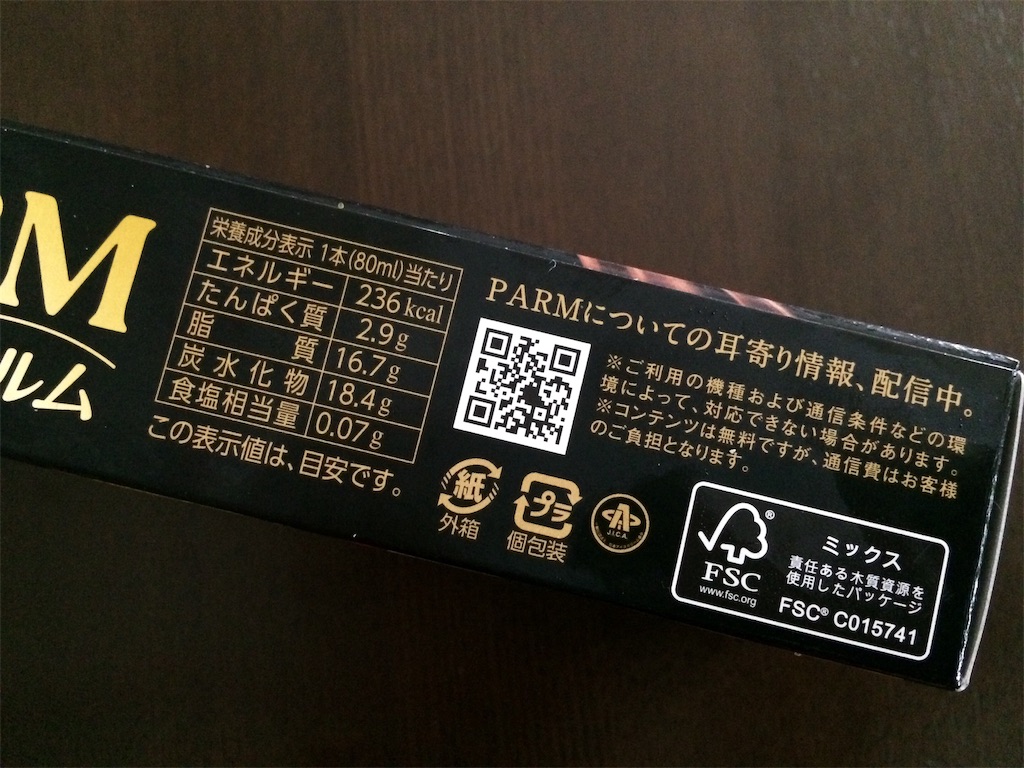 RM
ルム
栄養成分表示 1本(80ml)当たり
エネルギー 236kcal
たんぱく質 2.9g
脂質 16.7g
炭水化物 18.4g
食塩相当量 0.07g
この表示値は、目安です。
PARMについての耳寄り情報、配信中。
※ご利用の機種および通信条件などの環
境によって、対応できない場合があります。
※コンテンツは無料ですが、通信費はお客様
のご負担となります。
紙
外箱
プラ
個包装
J.I.C.A.
FSC®
www.fsc.org
ミックス
責任ある木質資源を
使用したパッケージ
FSC® C015741